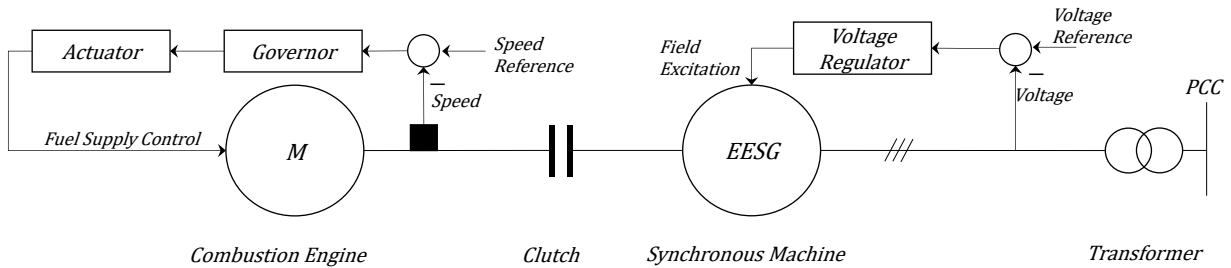 Actuator
Governor
Speed
Reference
Speed
Fuel Supply Control
M
Combustion Engine
Clutch
Field
Excitation
Voltage
Regulator
Voltage
Reference
Voltage
EESG
Synchronous Machine
PCC
Transformer